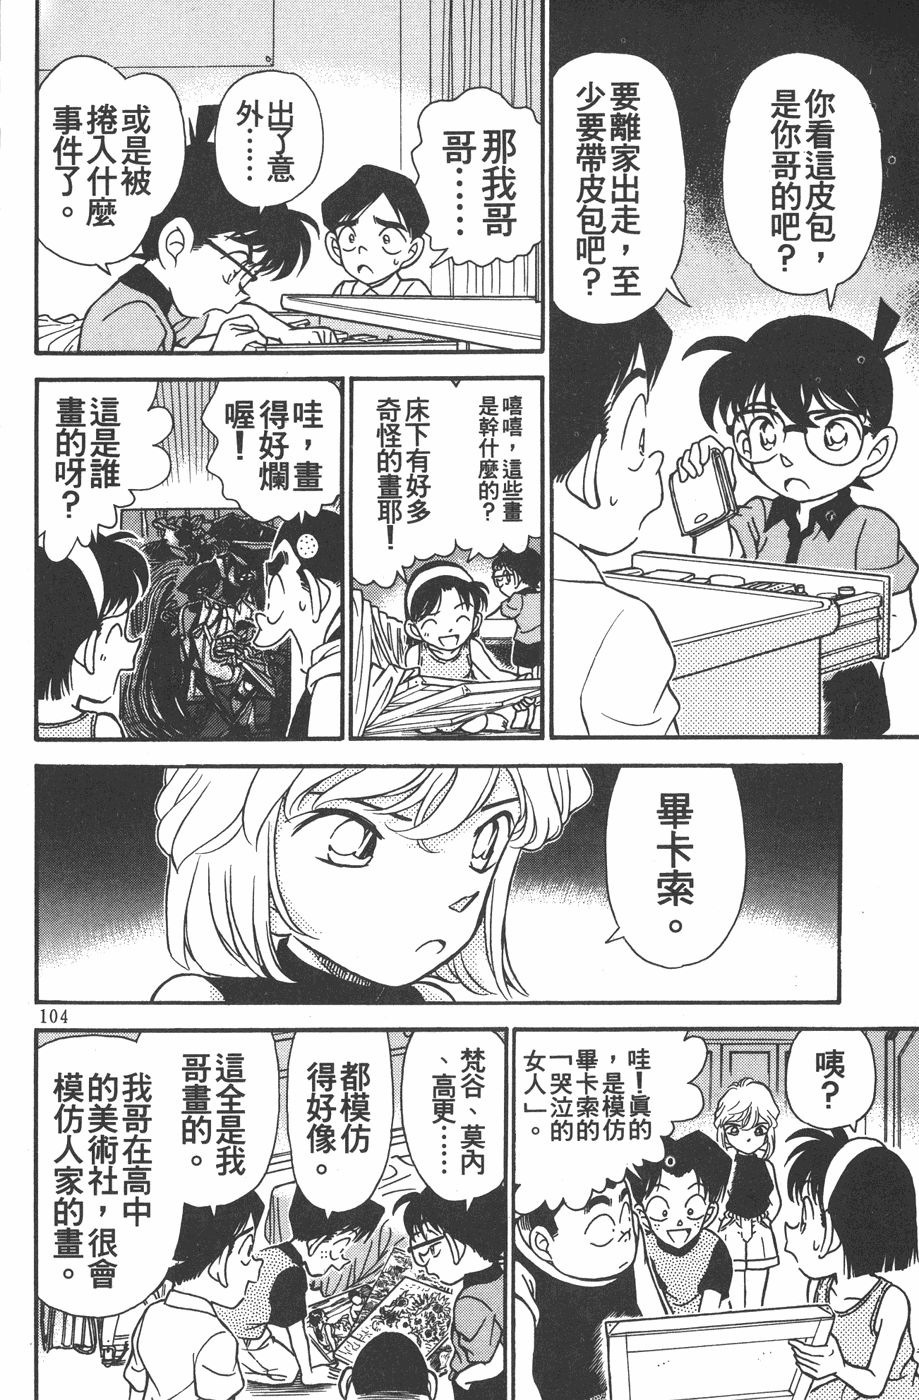 你看這皮包，
是你哥的吧？
要離家出走，至
少要帶皮包吧？
那我哥
哥……
出了意
外……
或是被
捲入什麼
事件了。
嘻嘻，這些畫
是幹什麼的？
床下有好多
奇怪的畫耶！
哇，畫
得好爛
喔！
這是誰
畫的呀？
畢卡索。
104
咦？
哇！真的
，是模仿
畢卡索的
「哭泣的
女人」。
梵谷、莫內
、高更……
都模仿
得好像。
這全是我
哥畫的。
我哥在高中
的美術社，很會
模仿人家的畫。